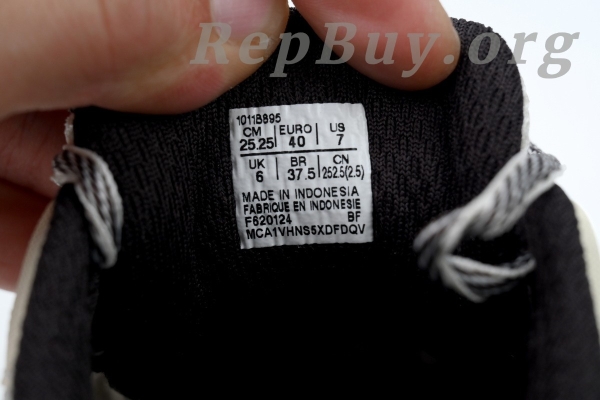 RepBuy.org
1011B895
CM EURO US
25.25 40 7
UK BR CN
6 37.5 252.5(2.5)
MADE IN INDONESIA
FABRIQUE EN INDONESIE
F620124 BF
MCA1VHNS5XDFDQV